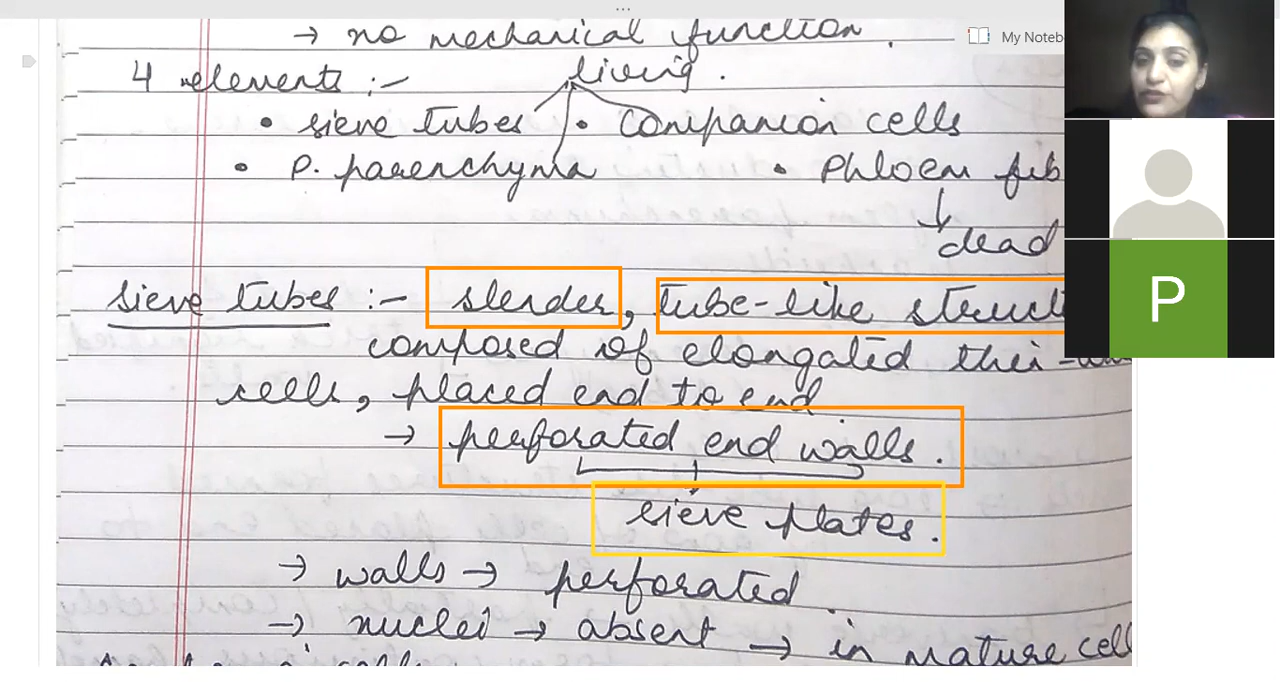 → no mechanical function.
My Noteb
4 elements :- living.
• sieve tubes • companion cells
• P. parenchyma • Phloem fib
dead
sieve tubes :- slender, tube-like struct
composed of elongated thin-
cells, placed end to end
→ perforated end walls.
sieve plates.
→ walls → perforated
→ nuclei → absent → in mature cell
P